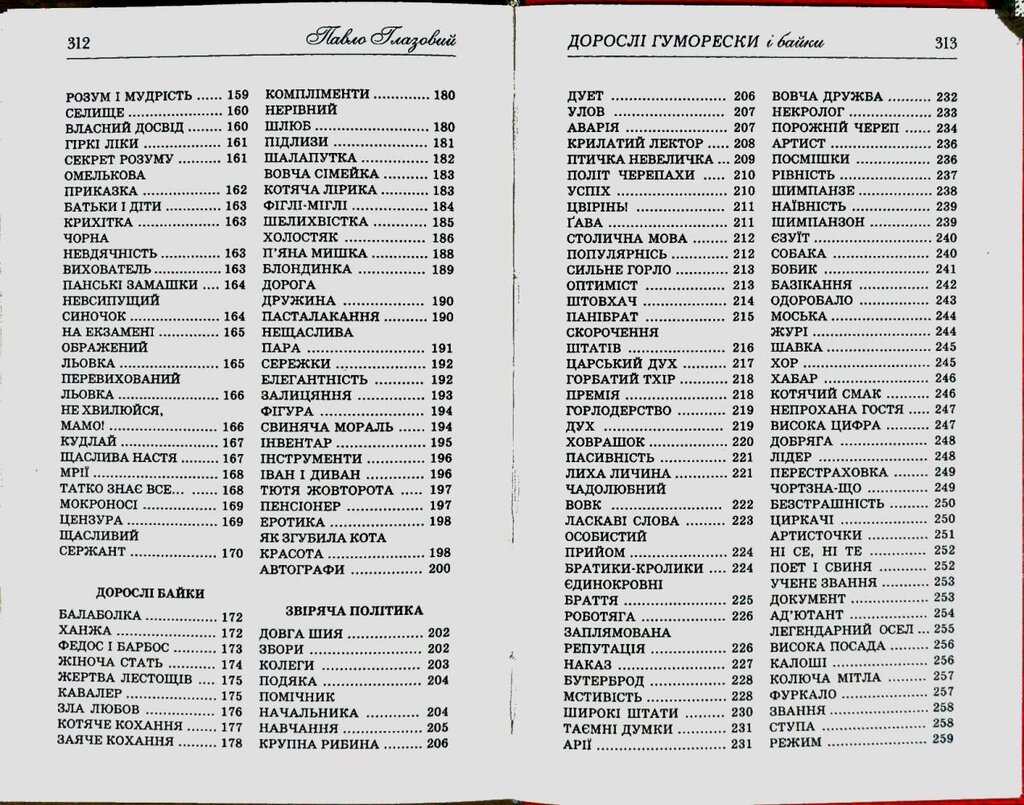 312
Павло Глазовий
РОЗУМ І МУДРІСТЬ ...... 159
СЕЛИЩЕ ........................ 160
ВЛАСНИЙ ДОСВІД ........ 160
ГІРКІ ЛІКИ .................... 161
СЕКРЕТ РОЗУМУ .......... 161
ОМЕЛЬКОВА
ПРИКАЗКА .................... 162
БАТЬКИ І ДІТИ .............. 163
КРИХІТКА ...................... 163
ЧОРНА
НЕВДЯЧНІСТЬ ............... 163
ВИХОВАТЕЛЬ ................. 163
ПАНСЬКІ ЗАМАШКИ .... 164
НЕВСИПУЩИЙ
СИНОЧОК ....................... 164
НА ЕКЗАМЕНІ ................ 165
ОБРАЖЕНИЙ
ЛЬОВКА .......................... 165
ПЕРЕВИХОВАНИЙ
ЛЬОВКА .......................... 166
НЕ ХВИЛЮЙСЯ,
МАМО! ............................ 166
КУДЛАЙ .......................... 167
ЩАСЛИВА НАСТЯ .......... 167
МРІЇ ................................ 168
ТАТКО ЗНАЄ ВСЕ... ...... 168
МОКРОНОСІ .................... 169
ЦЕНЗУРА ........................ 169
ЩАСЛИВИЙ
СЕРЖАНТ ....................... 170
ДОРОСЛІ БАЙКИ
БАЛАБОЛКА ................... 172
ХАНЖА ........................... 172
ФЕДОС І БАРБОС ........... 173
ЖІНОЧА СТАТЬ .............. 174
ЖЕРТВА ЛЕСТОЩІВ .... 175
КАВАЛЕР ........................ 175
ЗЛА ЛЮБОВ ................... 176
КОТЯЧЕ КОХАННЯ ......... 177
ЗАЯЧЕ КОХАННЯ ........... 178
КОМПЛІМЕНТИ .............. 180
НЕРІВНИЙ
ШЛЮБ ............................. 180
ПІДЛИЗИ ........................ 181
ШАЛАПУТКА .................. 182
ВОВЧА СІМЕЙКА ............ 183
КОТЯЧА ЛІРИКА ............ 183
ФІГЛІ-МІГЛІ ................... 184
ШЕЛИХВІСТКА ............... 185
ХОЛОСТЯК ..................... 186
П'ЯНА МИШКА .............. 188
БЛОНДИНКА .................. 189
ДОРОГА
ДРУЖИНА ...................... 190
ПАСТАЛАКАННЯ ............ 190
НЕЩАСЛИВА
ПАРА ............................... 191
СЕРЕЖКИ ....................... 192
ЕЛЕГАНТНІСТЬ ............. 192
ЗАЛИЦЯННЯ .................. 193
ФІГУРА ........................... 194
СВИНЯЧА МОРАЛЬ ........ 194
ІНВЕНТАР ....................... 195
ІНСТРУМЕНТИ ............... 196
ІВАН І ДИВАН ................ 196
ТЮТЯ ЖОВТОРОТА ..... 197
ПЕНСІОНЕР .................... 197
ЕРОТИКА ........................ 198
ЯК ЗГУБИЛА КОТА
КРАСОТА ........................ 198
АВТОГРАФИ .................... 200
ЗВІРЯЧА ПОЛІТИКА
ДОВГА ШИЯ .................... 202
ЗБОРИ ............................. 202
КОЛЕГИ .......................... 203
ПОДЯКА .......................... 204
ПОМІЧНИК
НАЧАЛЬНИКА ................ 204
НАВЧАННЯ ..................... 205
КРУПНА РИБИНА ........... 206
ДОРОСЛІ ГУМОРЕСКИ і байки
313
ДУЕТ ............................... 206
УЛОВ ............................... 207
АВАРІЯ ............................ 207
КРИЛАТИЙ ЛЕКТОР ...... 208
ПТИЧКА НЕВЕЛИЧКА ... 209
ПОЛІТ ЧЕРЕПАХИ ......... 210
УСПІХ .............................. 210
ЦВІРІНЬ! ......................... 211
ҐАВА ................................ 211
СТОЛИЧНА МОВА .......... 212
ПОПУЛЯРНІСЬ ............... 212
СИЛЬНЕ ГОРЛО ............. 213
ОПТИМІСТ ...................... 213
ШТОВХАЧ ....................... 214
ПАНІБРАТ ....................... 215
СКОРОЧЕННЯ
ШТАТІВ ........................... 216
ЦАРСЬКИЙ ДУХ ............. 217
ГОРБАТИЙ ТХІР ............. 218
ПРЕМІЯ ........................... 218
ГОРЛОДЕРСТВО ............. 219
ДУХ ................................. 219
ХОВРАШОК ..................... 220
ПАСИВНІСТЬ .................. 221
ЛИХА ЛИЧИНА ............... 221
ЧАДОЛЮБНИЙ
ВОВК ............................... 222
ЛАСКАВІ СЛОВА ............ 223
ОСОБИСТИЙ
ПРИЙОМ ......................... 224
БРАТИКИ-КРОЛИКИ .... 224
ЄДИНОКРОВНІ
БРАТТЯ ........................... 225
РОБОТЯГА ...................... 226
ЗАПЛЯМОВАНА
РЕПУТАЦІЯ ..................... 226
НАКАЗ ............................. 227
БУТЕРБРОД .................... 228
МСТИВІСТЬ .................... 228
ШИРОКІ ШТАТИ ............ 230
ТАЄМНІ ДУМКИ .............. 231
АРІЇ ................................. 231
ВОВЧА ДРУЖБА .............. 232
НЕКРОЛОГ ...................... 233
ПОРОЖНІЙ ЧЕРЕП ........ 234
АРТИСТ ........................... 236
ПОСМІШКИ ..................... 236
РІВНІСТЬ ........................ 237
ШИМПАНЗЕ .................... 238
НАЇВНІСТЬ ..................... 239
ШИМПАНЗОН .................. 239
ЄЗУЇТ .............................. 240
СОБАКА .......................... 240
БОБИК ............................ 241
БАЗІКАННЯ .................... 242
ОДОРОБАЛО .................... 243
МОСЬКА .......................... 244
ЖУРІ ............................... 244
ШАВКА ............................ 245
ХОР .................................. 245
ХАБАР ............................. 246
КОТЯЧИЙ СМАК ............. 246
НЕПРОХАНА ГОСТЯ ...... 247
ВИСОКА ЦИФРА ............. 247
ДОБРЯГА ......................... 248
ЛІДЕР .............................. 248
ПЕРЕСТРАХОВКА ........... 249
ЧОРТЗНА-ЩО ................. 249
БЕЗСТРАШНІСТЬ ........... 250
ЦИРКАЧІ ......................... 250
АРТИСТОЧКИ ................. 251
НІ СЕ, НІ ТЕ ................... 252
ПОЕТ І СВИНЯ ................ 252
УЧЕНЕ ЗВАННЯ .............. 253
ДОКУМЕНТ ..................... 253
АД'ЮТАНТ ...................... 254
ЛЕГЕНДАРНИЙ ОСЕЛ ... 255
ВИСОКА ПОСАДА ........... 256
КАЛОШІ .......................... 256
КОЛЮЧА МІТЛА ............. 257
ФУРКАЛО ........................ 257
ЗВАННЯ ........................... 258
СТУПА ............................. 258
РЕЖИМ ........................... 259